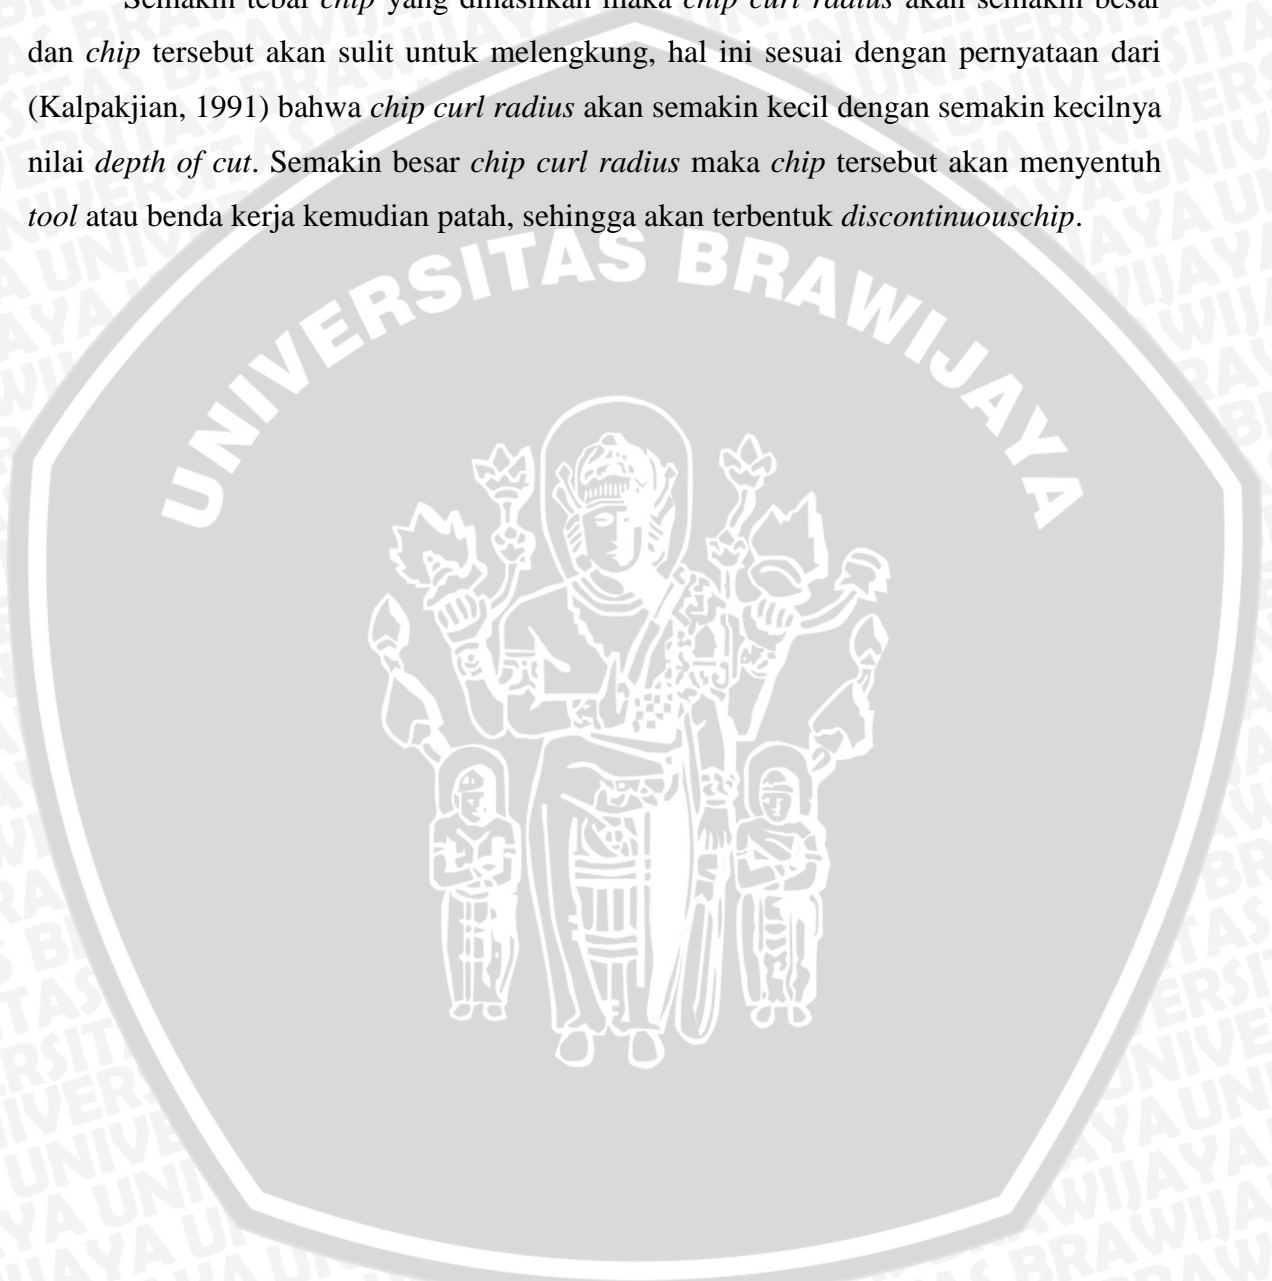 Semakin tebal chip yang dihasilkan maka chip curl radius akan semakin besar
dan chip tersebut akan sulit untuk melengkung, hal ini sesuai dengan pernyataan dari
(Kalpakjian, 1991) bahwa chip curl radius akan semakin kecil dengan semakin kecilnya
nilai depth of cut. Semakin besar chip curl radius maka chip tersebut akan menyentuh
tool atau benda kerja kemudian patah, sehingga akan terbentuk discontinuouschip.
UNIVERSITAS BRAWIJAYA